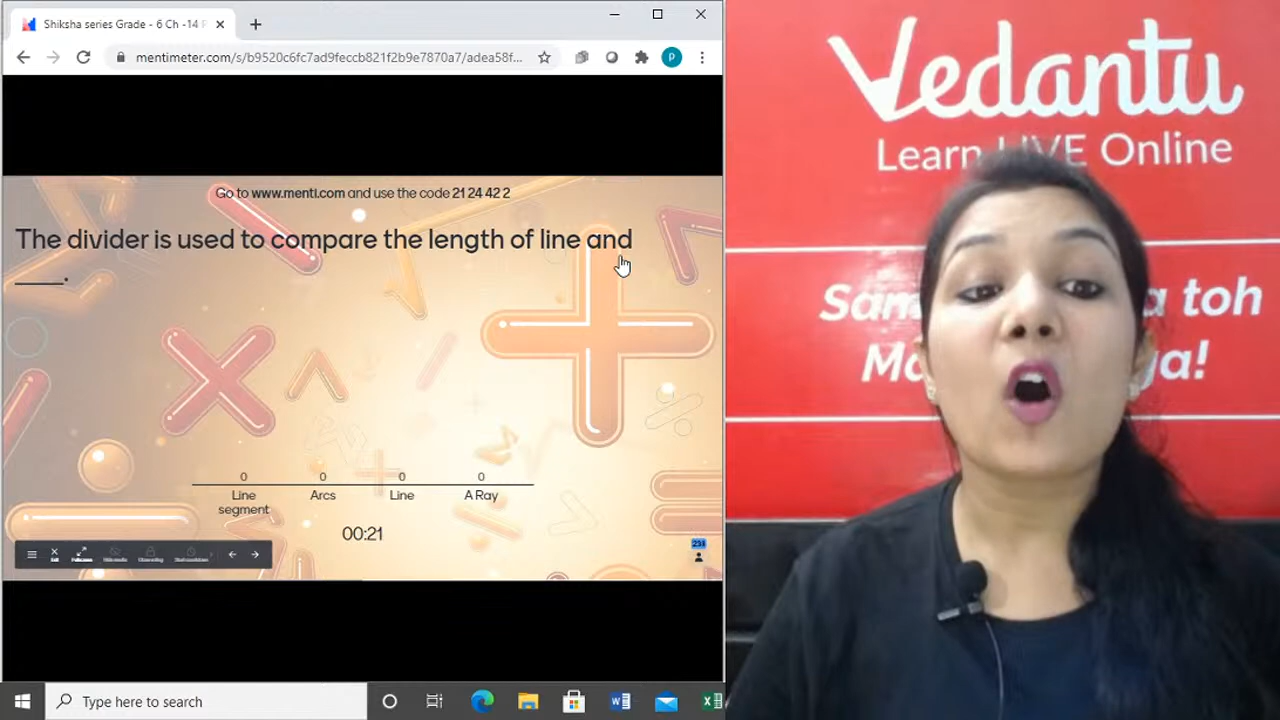 Shiksha series Grade - 6 Ch -14 P
mentimeter.com/s/b9520c6fc7ad9feccb821f2b9e7870a7/adea58f...
P
Go to www.menti.com and use the code 21 24 42 2
The divider is used to compare the length of line and
____.
0 0 0 0
Line segment Arcs Line A Ray
00:21
Type here to search
Vedantu
Learn LIVE Online
toh